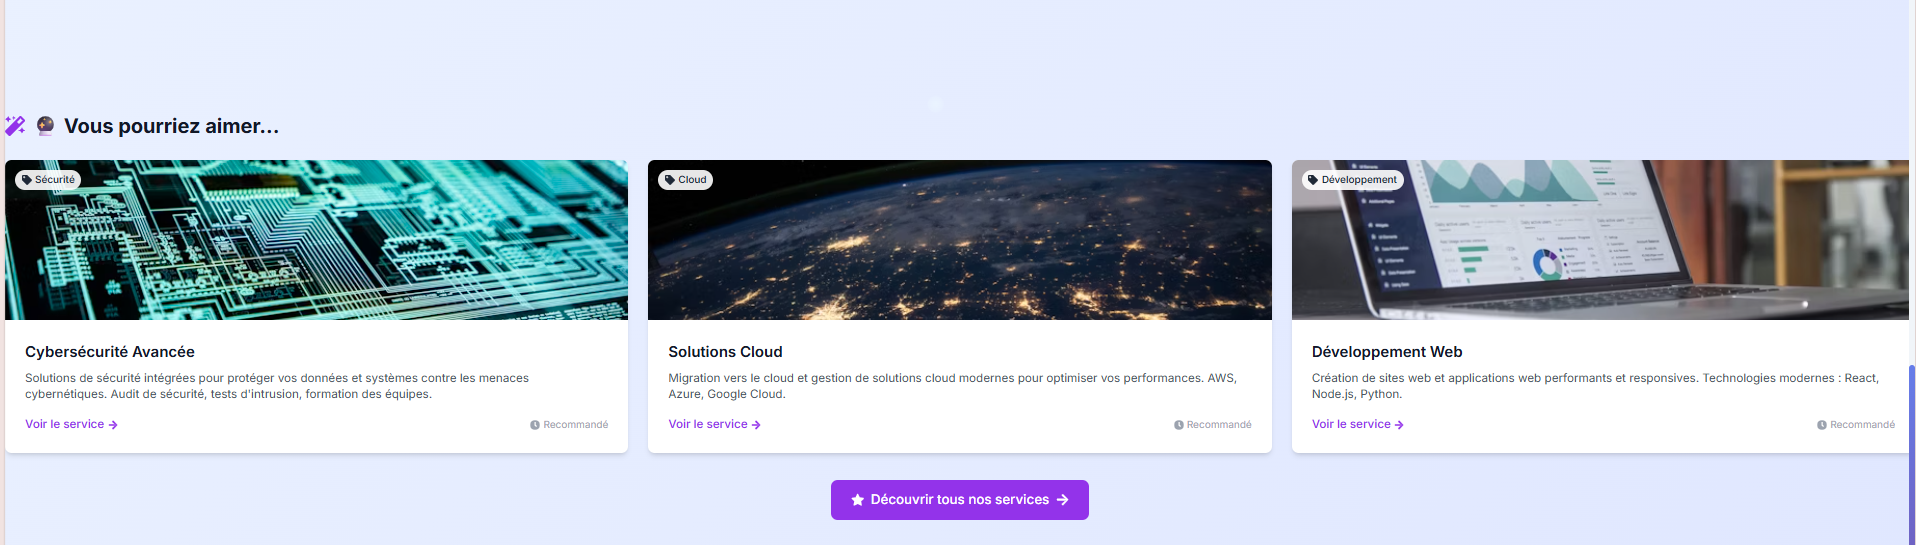 Vous pourriez aimer...
Sécurité
Cybersécurité Avancée
Solutions de sécurité intégrées pour protéger vos données et systèmes contre les menaces
cybernétiques. Audit de sécurité, tests d'intrusion, formation des équipes.
Voir le service
Recommandé
Cloud
Solutions Cloud
Migration vers le cloud et gestion de solutions cloud modernes pour optimiser vos performances. AWS,
Azure, Google Cloud.
Voir le service
Recommandé
Développement
Développement Web
Création de sites web et applications web performants et responsives. Technologies modernes : React,
Node.js, Python.
Voir le service
Recommandé
Découvrir tous nos services